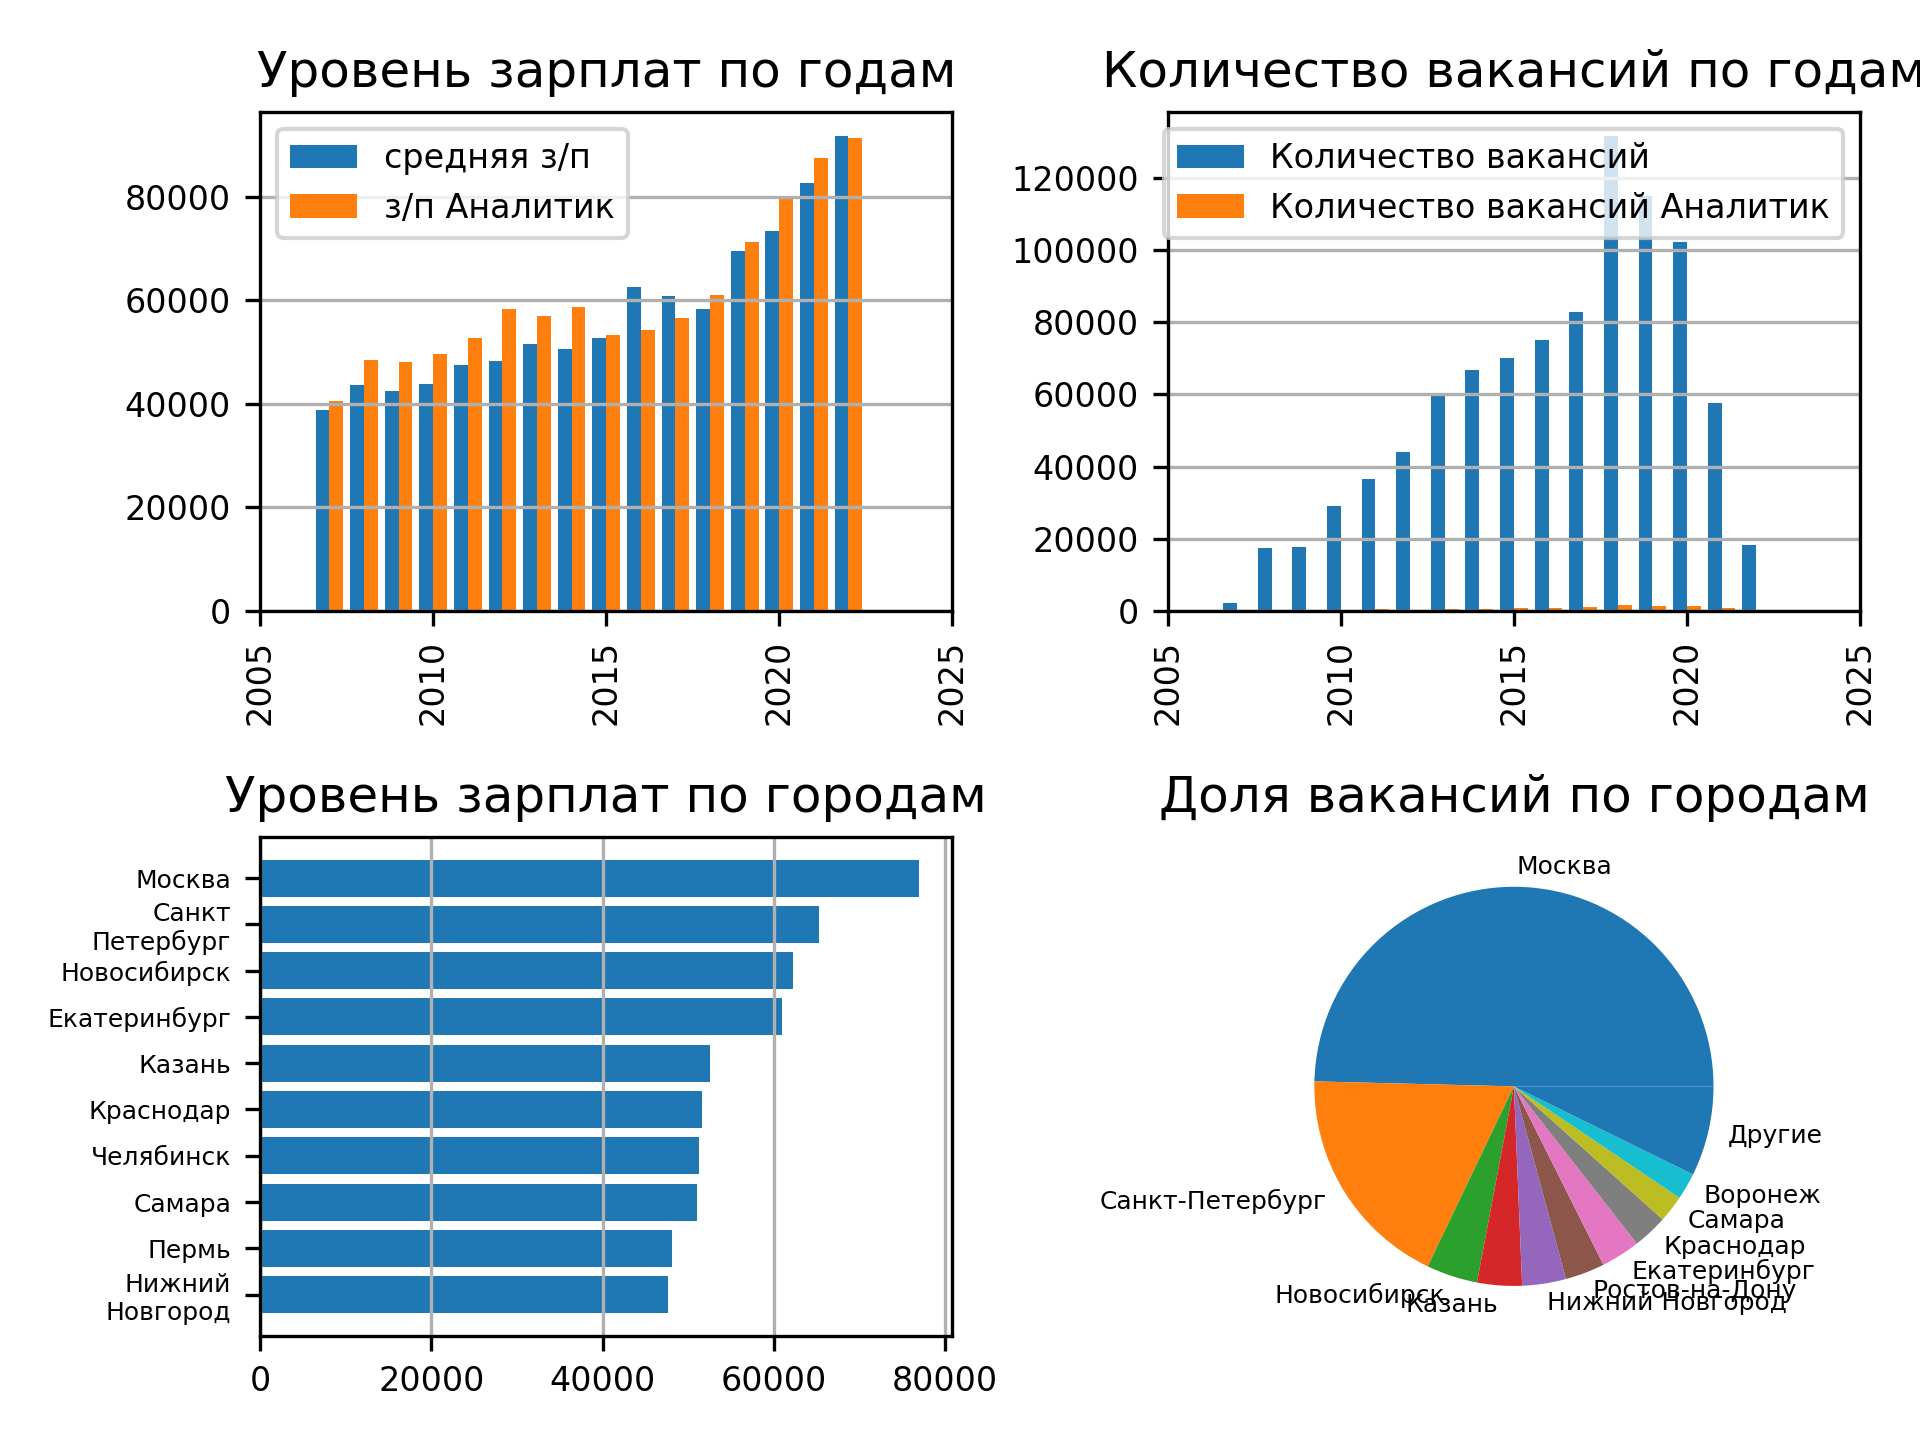 Уровень зарплат по годам
средняя з/п
з/п Аналитик
80000
60000
40000
20000
0
2005
2010
2015
2020
2025
Количество вакансий по годам
Количество вакансий
Количество вакансий Аналитик
120000
100000
80000
60000
40000
20000
0
2005
2010
2015
2020
2025
Уровень зарплат по городам
Москва
Санкт
Петербург
Новосибирск
Екатеринбург
Казань
Краснодар
Челябинск
Самара
Пермь
Нижний
Новгород
0
20000
40000
60000
80000
Доля вакансий по городам
Москва
Другие
Санкт-Петербург
Воронеж
Самара
Краснодар
Екатеринбург
Ростов-на-Дону
Новосибирск
Казань
Нижний Новгород